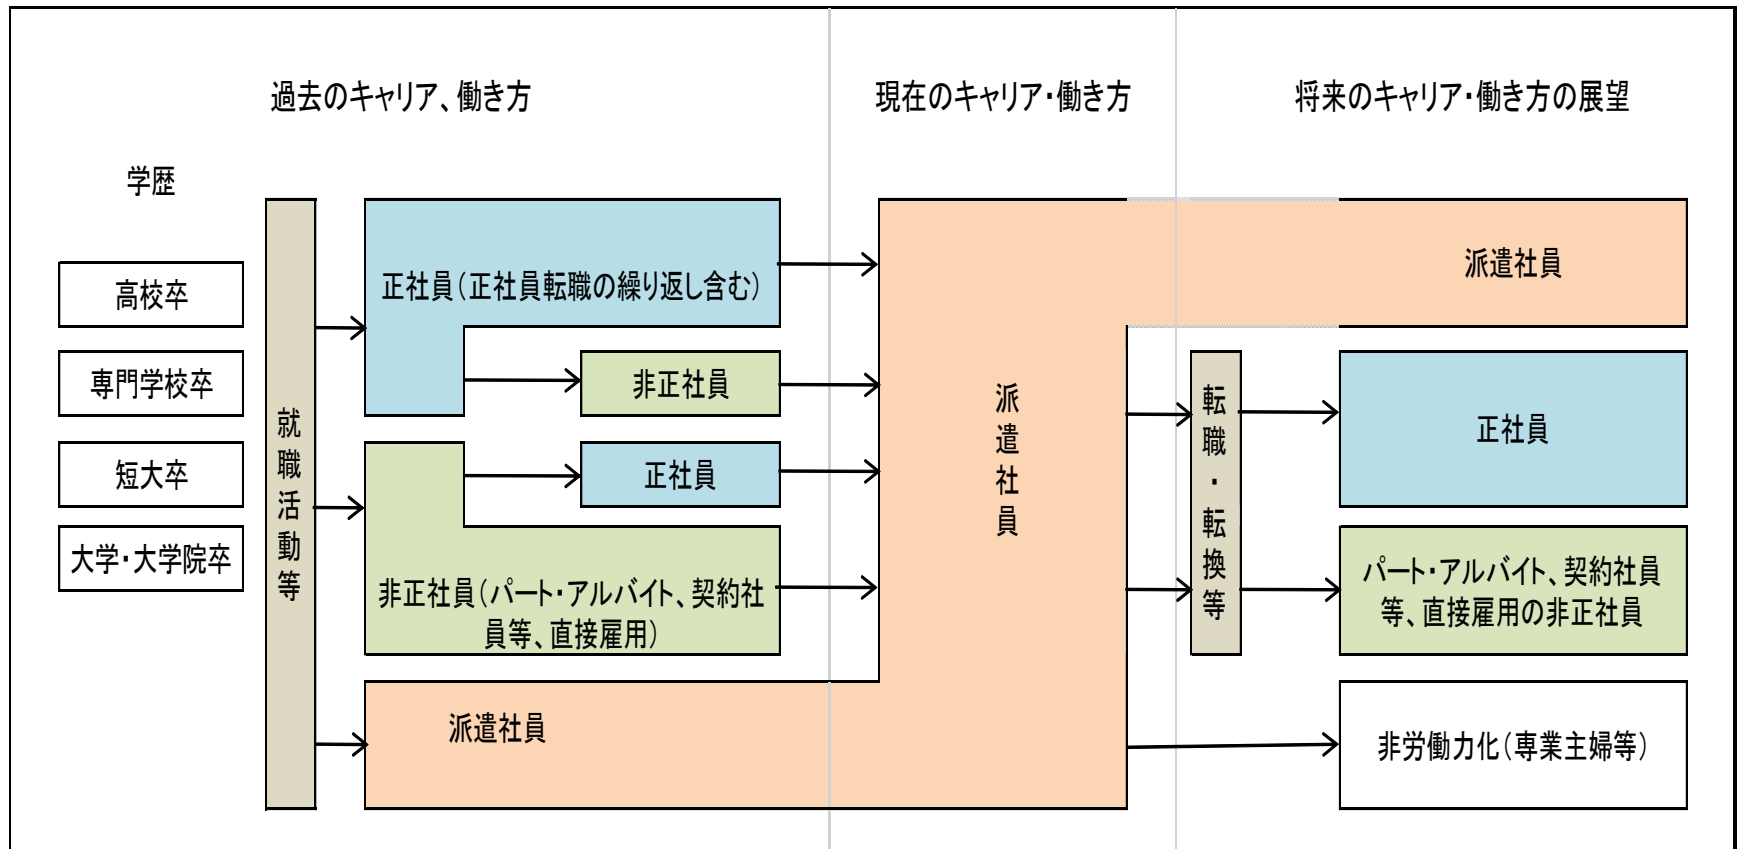 過去のキャリア、働き方
現在のキャリア・働き方
将来のキャリア・働き方の展望
学歴
高校卒
専門学校卒
短大卒
大学・大学院卒
就職活動等
正社員(正社員転職の繰り返し含む)
非正社員
正社員
非正社員(パート・アルバイト、契約社
員等、直接雇用)
派遣社員
派遣社員
転職・転換等
派遣社員
正社員
パート・アルバイト、契約社員
等、直接雇用の非正社員
非労働力化(専業主婦等)